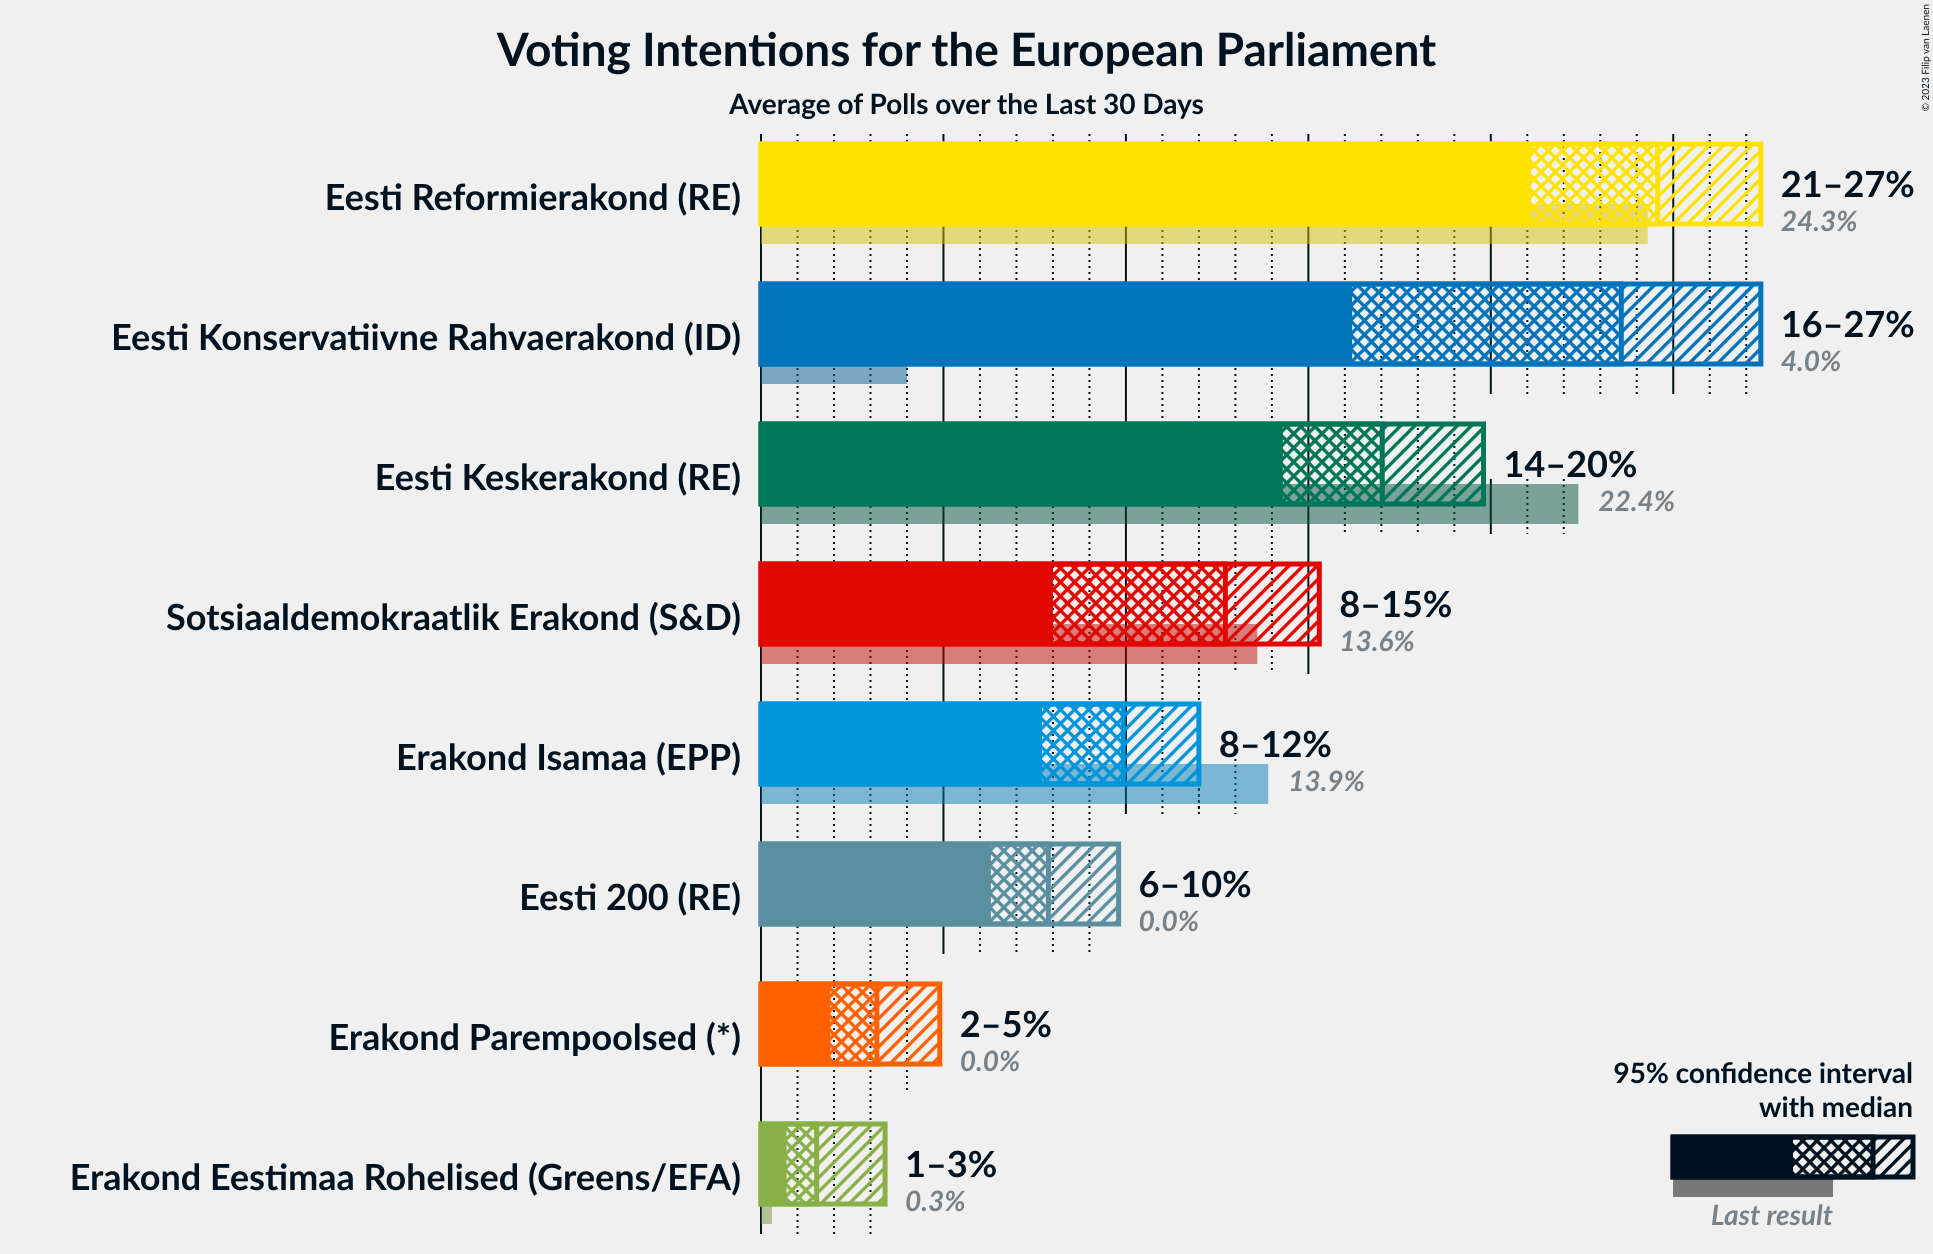 Voting Intentions for the European Parliament
Average of Polls over the Last 30 Days
© 2023 Filip van Laenen
Eesti Reformierakond (RE)
21–27%
24.3%
Eesti Konservatiivne Rahvaerakond (ID)
16–27%
4.0%
Eesti Keskerakond (RE)
14–20%
22.4%
Sotsiaaldemokraatlik Erakond (S&D)
8–15%
13.6%
Erakond Isamaa (EPP)
8–12%
13.9%
Eesti 200 (RE)
6–10%
0.0%
Erakond Parempoolsed (*)
2–5%
0.0%
Erakond Eestimaa Rohelised (Greens/EFA)
1–3%
0.3%
95% confidence interval
with median
Last result